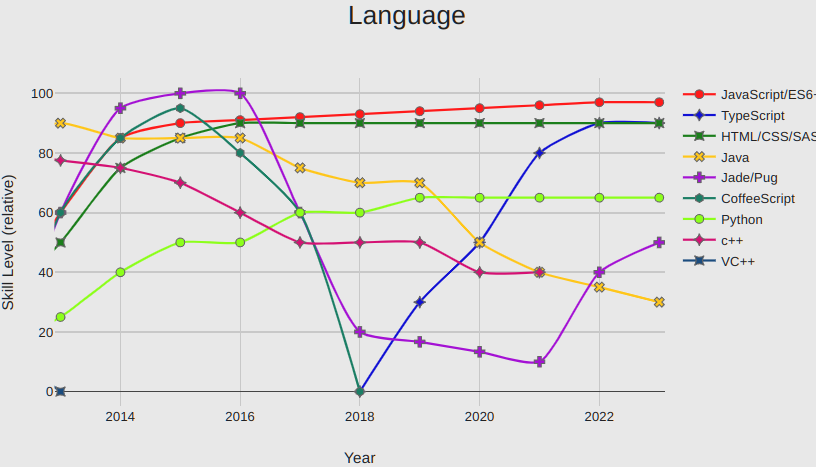 Language
Skill Level (relative)
100
80
60
40
20
0
2014 2016 2018 2020 2022
Year
JavaScript/ES6+
TypeScript
HTML/CSS/SAS
Java
Jade/Pug
CoffeeScript
Python
c++
VC++